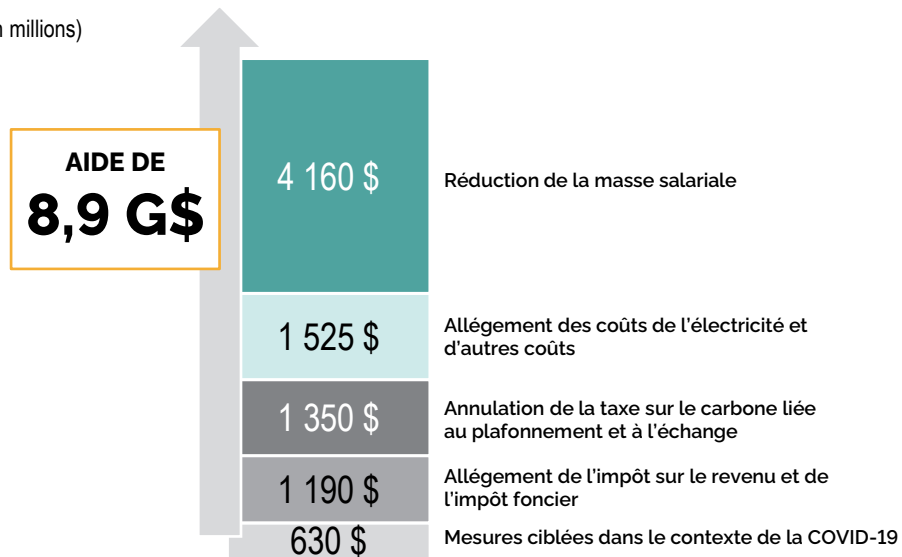 millions)
AIDE DE
8,9 G$
4 160 $
Réduction de la masse salariale
1 525 $
Allégement des coûts de l'électricité et
d'autres coûts
1 350 $
Annulation de la taxe sur le carbone liée
au plafonnement et à l'échange
1 190 $
Allégement de l'impôt sur le revenu et de
l'impôt foncier
630 $
Mesures ciblées dans le contexte de la COVID-19